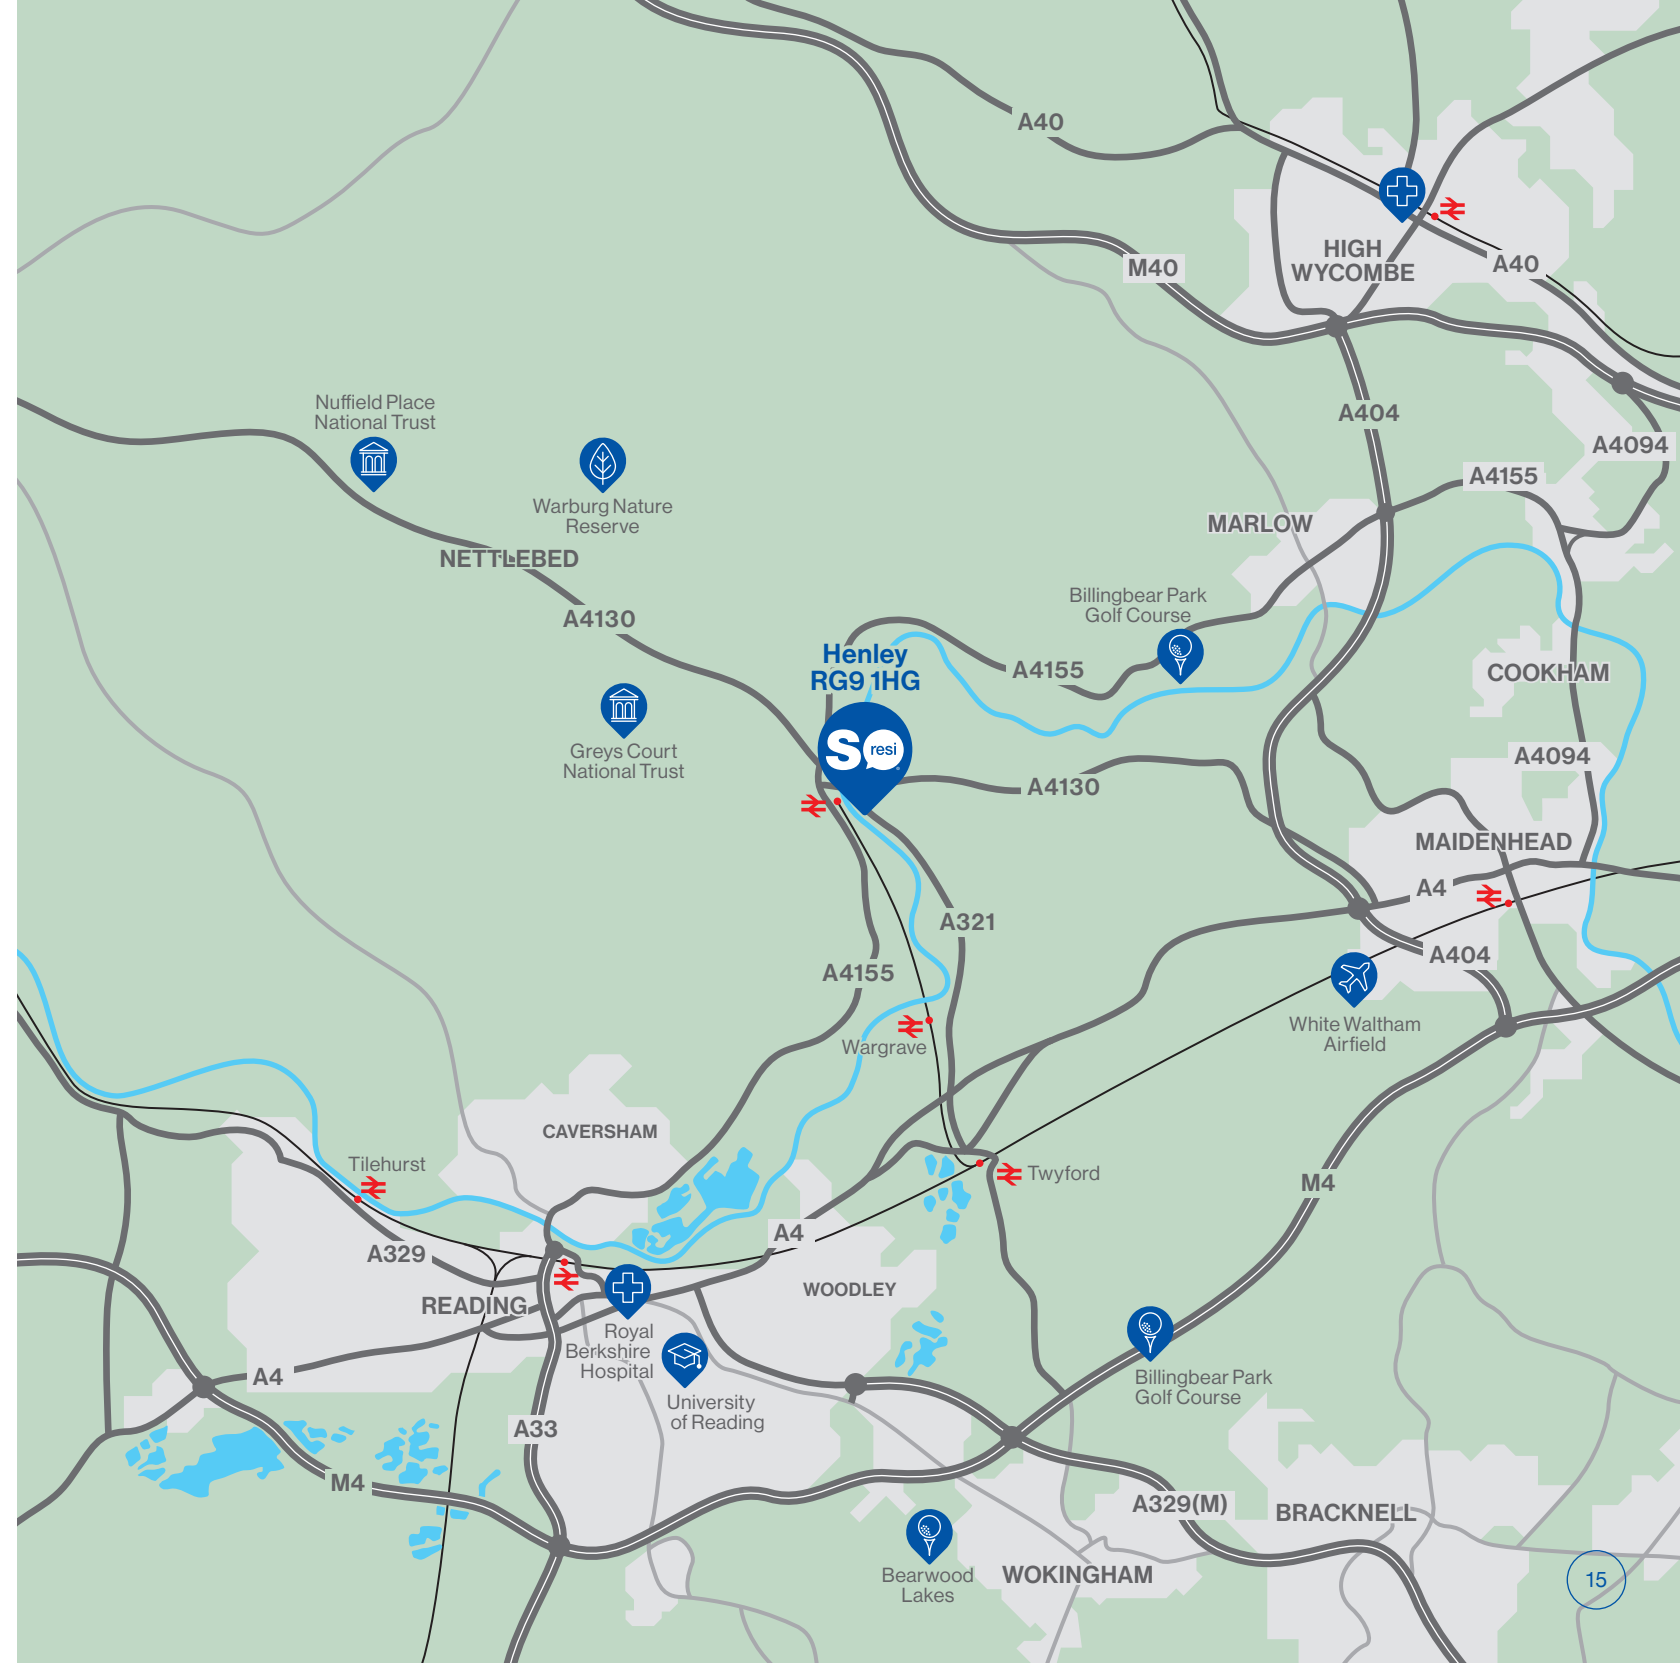 A40
HIGH
WYCOMBE
M40
A40
Nuffield Place
National Trust
A404
A4094
Warburg Nature
Reserve
A4155
MARLOW
NETTLEBED
A4130
Billingbear Park
Golf Course
Henley
RG9 1HG
A4155
COOKHAM
Greys Court
National Trust
SO resi
A4094
A4130
MAIDENHEAD
A4
A321
A404
A4155
White Waltham
Airfield
Wargrave
CAVERSHAM
Tilehurst
Twyford
M4
A4
A329
WOODLEY
READING
Royal
Berkshire
Hospital
A4
Billingbear Park
Golf Course
University
of Reading
A33
M4
A329(M)
BRACKNELL
Bearwood
Lakes
WOKINGHAM
15